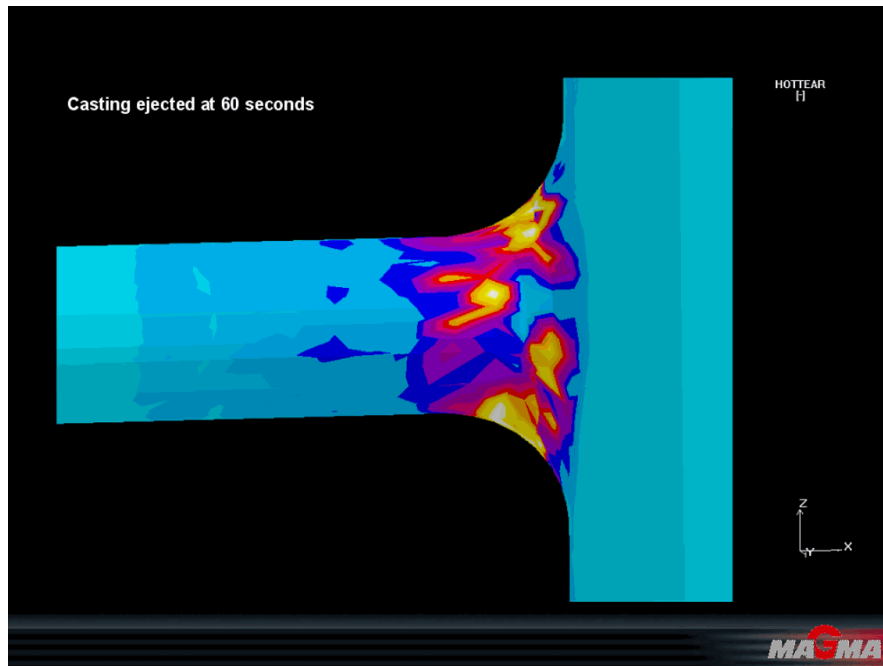 Casting ejected at 60 seconds
HOTTEAR
[-]
Z
Y
X
MAGMA